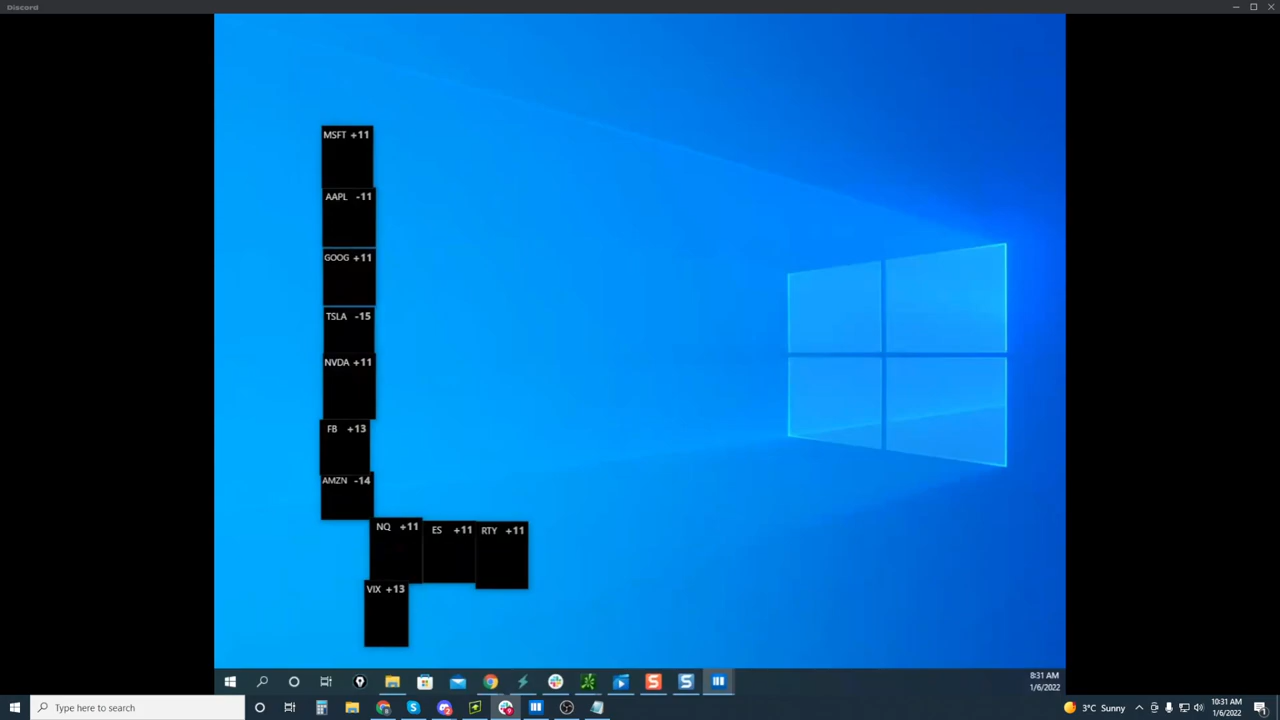 Discord
MSFT +11
AAPL -11
GOOG +11
TSLA -15
NVDA +11
FB +13
AMZN -14
NQ +11
ES +11
RTY +11
VIX +13
8:31 AM
1/6/2022
Type here to search
3°C Sunny
10:31 AM
1/6/2022